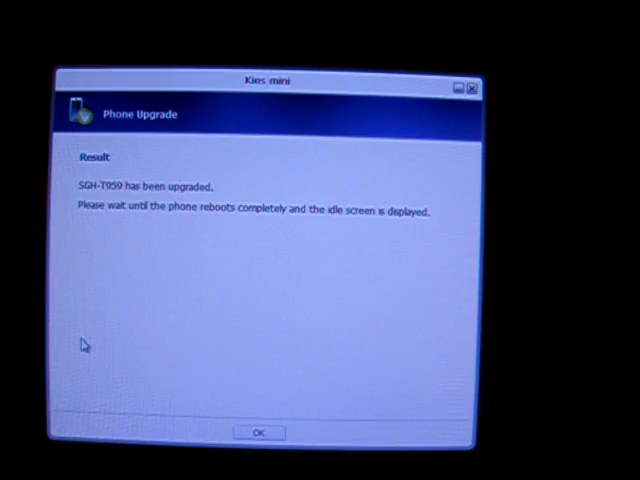 Kies mini
Phone Upgrade
Result
SGH-T959 has been upgraded.
Please wait until the phone reboots completely and the idle screen is displayed.
OK